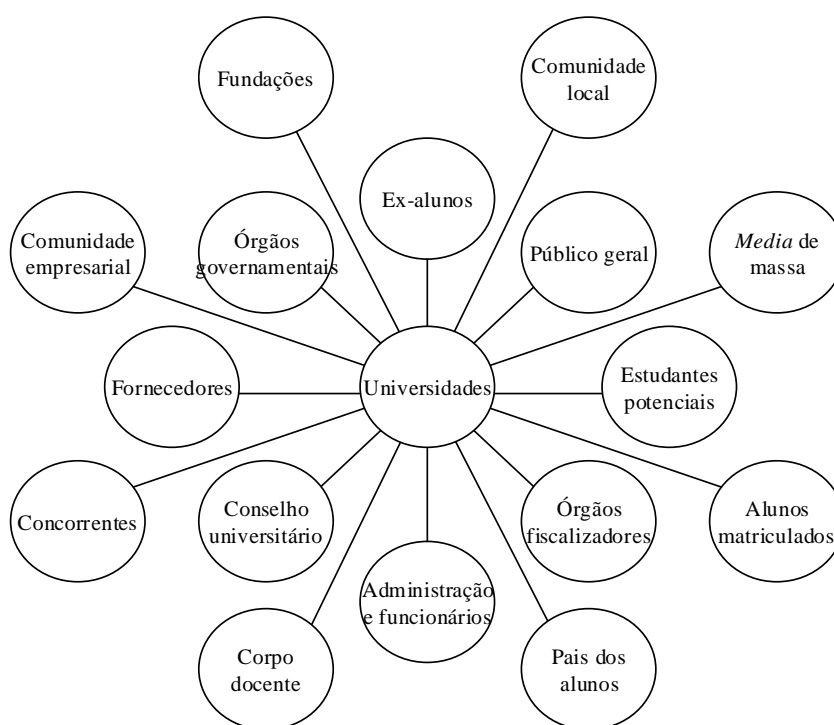 Fundações
Comunidade
local
Ex-alunos
Comunidade
empresarial
Órgãos
governamentais
Público geral
Media de
massa
Fornecedores
Universidades
Estudantes
potenciais
Concorrentes
Conselho
universitário
Órgãos
fiscalizadores
Alunos
matriculados
Administração
e funcionários
Corpo
docente
Pais dos
alunos